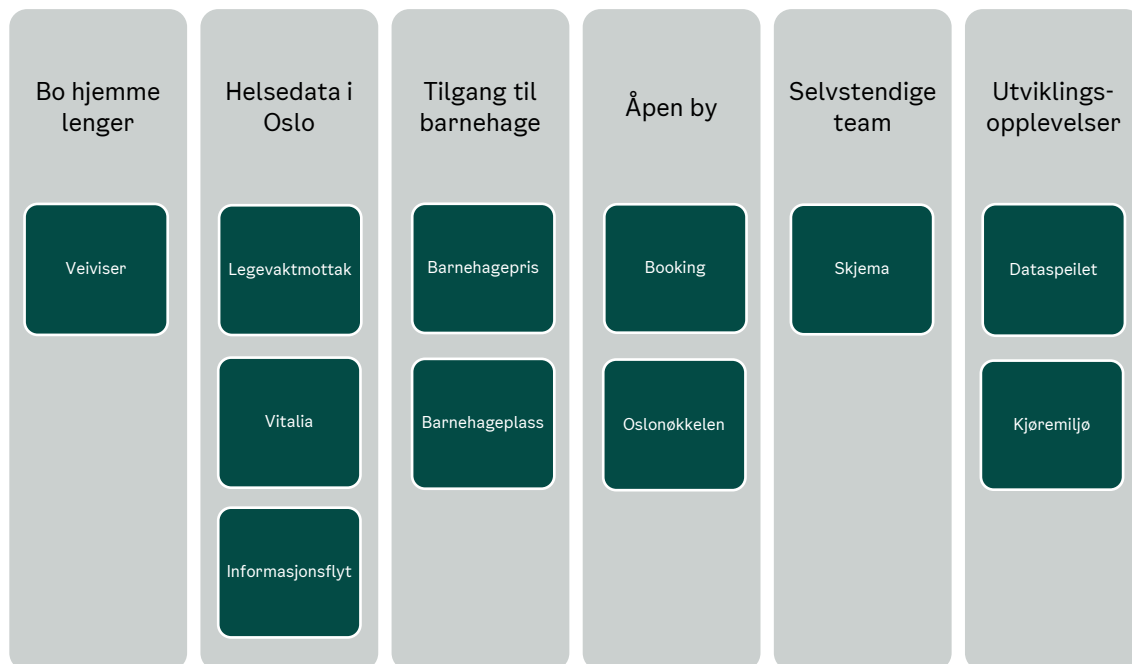 Bo hjemme
lenger
Veiviser
Helsedata i
Oslo
Legevaktmottak
Vitalia
Informasjonsflyt
Tilgang til
barnehage
Barnehagepris
Barnehageplass
Åpen by
Booking
Oslonøkkelen
Selvstendige
team
Skjema
Utviklings-
opplevelser
Dataspeilet
Kjøremiljø